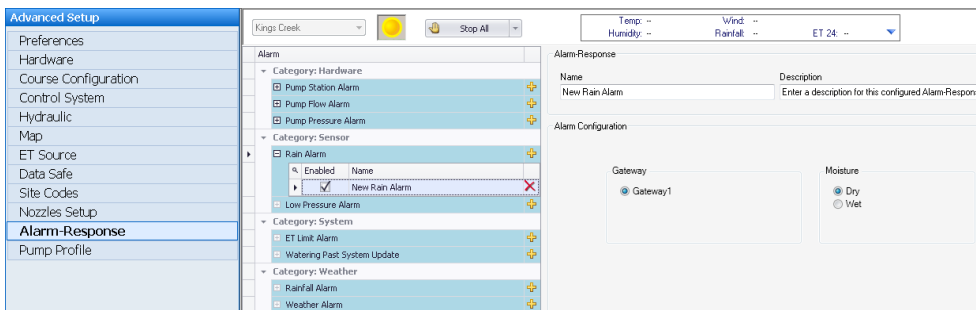 Advanced Setup
Preferences
Hardware
Course Configuration
Control System
Hydraulic
Map
ET Source
Data Safe
Site Codes
Nozzles Setup
Alarm-Response
Pump Profile
Kings Creek
Stop All
Temp: -- Wind: --
Humidity: -- Rainfall: -- ET 24: --
Alarm
Category: Hardware
Pump Station Alarm
Pump Flow Alarm
Pump Pressure Alarm
Category: Sensor
Rain Alarm
Enabled Name
New Rain Alarm
Low Pressure Alarm
Category: System
ET Limit Alarm
Watering Past System Update
Category: Weather
Rainfall Alarm
Weather Alarm
Alarm-Response
Name Description
New Rain Alarm Enter a description for this configured Alarm-Respon
Alarm Configuration
Gateway Moisture
Gateway1 Dry
Wet